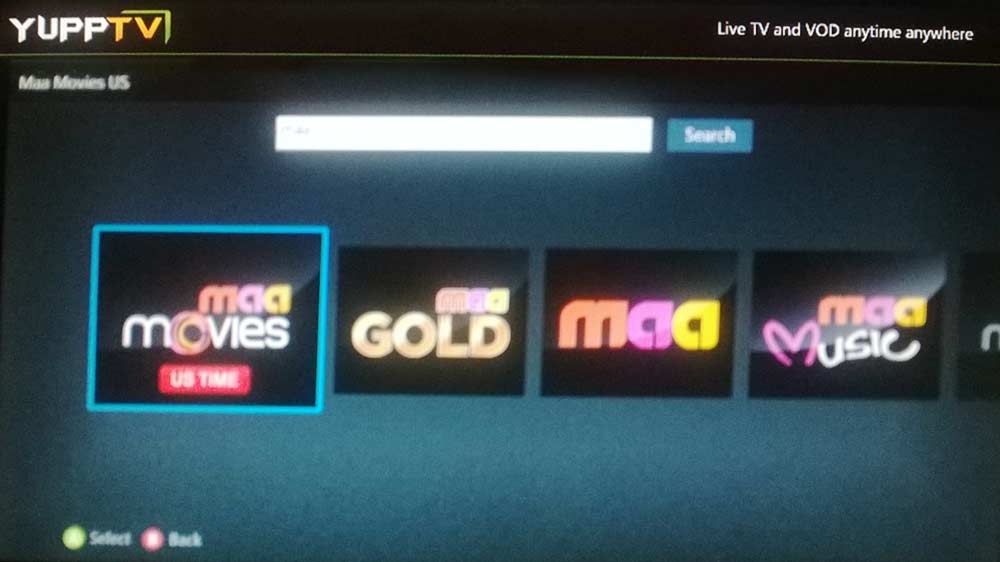 YUPPTV
Live TV and VOD anytime anywhere
Maa Movies US
maa
Search
maa
movies
US TIME
maa
GOLD
maa
maa
Music
Select
Back